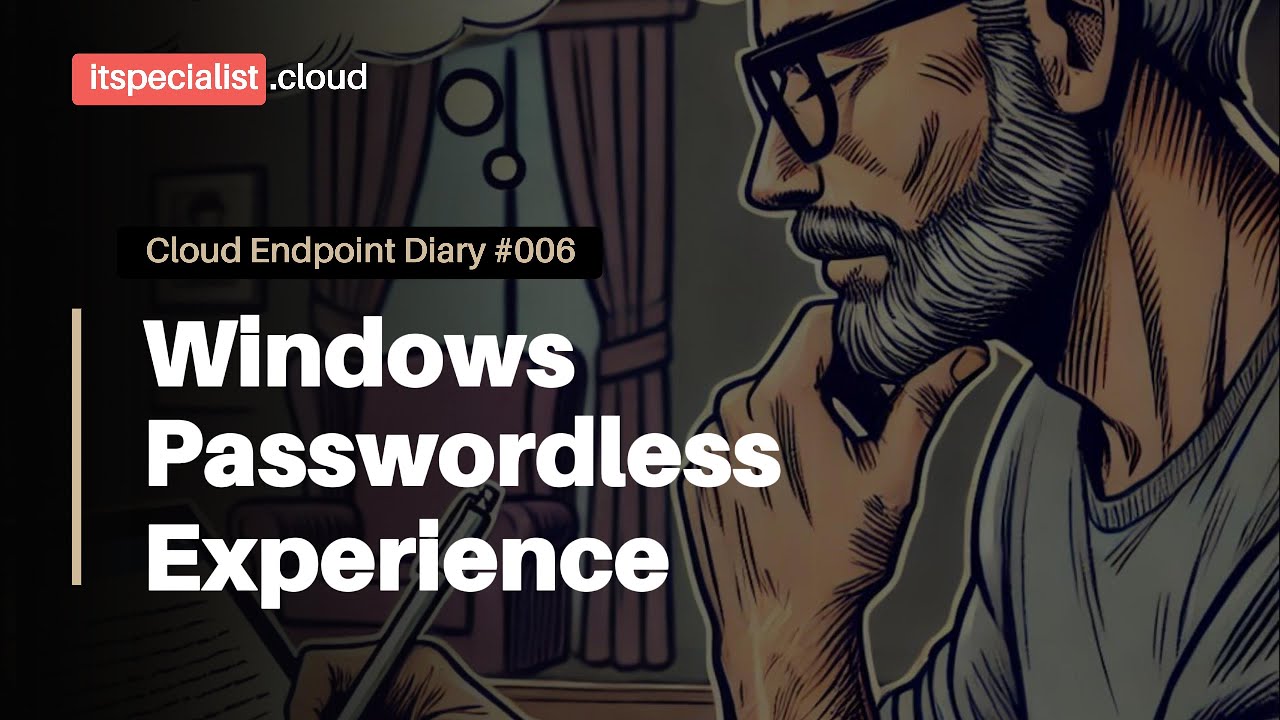 itspecialist.cloud
Cloud Endpoint Diary #006
Windows
Passwordless
Experience